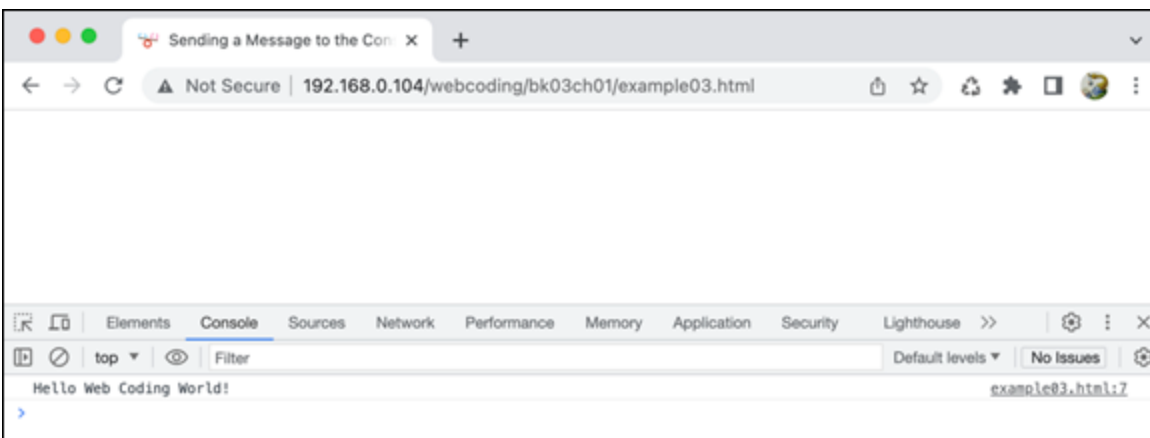 Sending a Message to the Con
Not Secure | 192.168.0.104/webcoding/bk03ch01/example03.html
Elements Console Sources Network Performance Memory Application Security Lighthouse >>
top Filter Default levels No Issues
Hello Web Coding World! example03.html:7
>